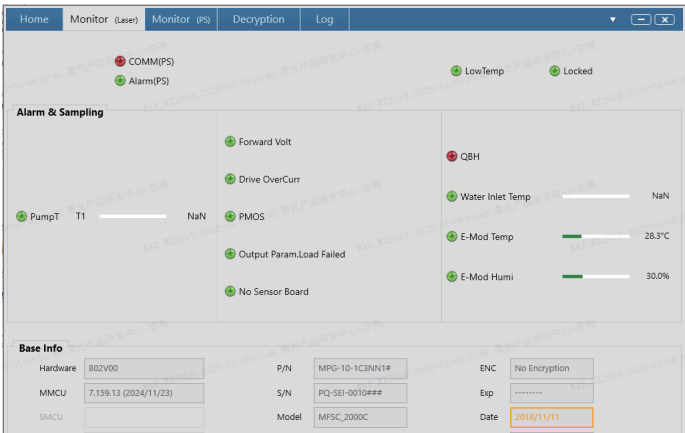 Home Monitor (Laser) Monitor (PS) Decryption Log
COMM(PS)
Alarm(PS)
LowTemp
Locked
Alarm & Sampling
PumpT T1 NaN
Forward Volt
Drive OverCurr
PMOS
Output Param.Load Failed
No Sensor Board
QBH
Water Inlet Temp NaN
E-Mod Temp 28.3°C
E-Mod Humi 30.0%
Base Info
Hardware B02V00 P/N MPG-10-1C3NN1# ENC No Encryption
MMCU 7.159.13 (2024/11/23) S/N PQ-SEI-0010### Exp --------
SMCU Model MFSC_2000C Date 2018/11/11